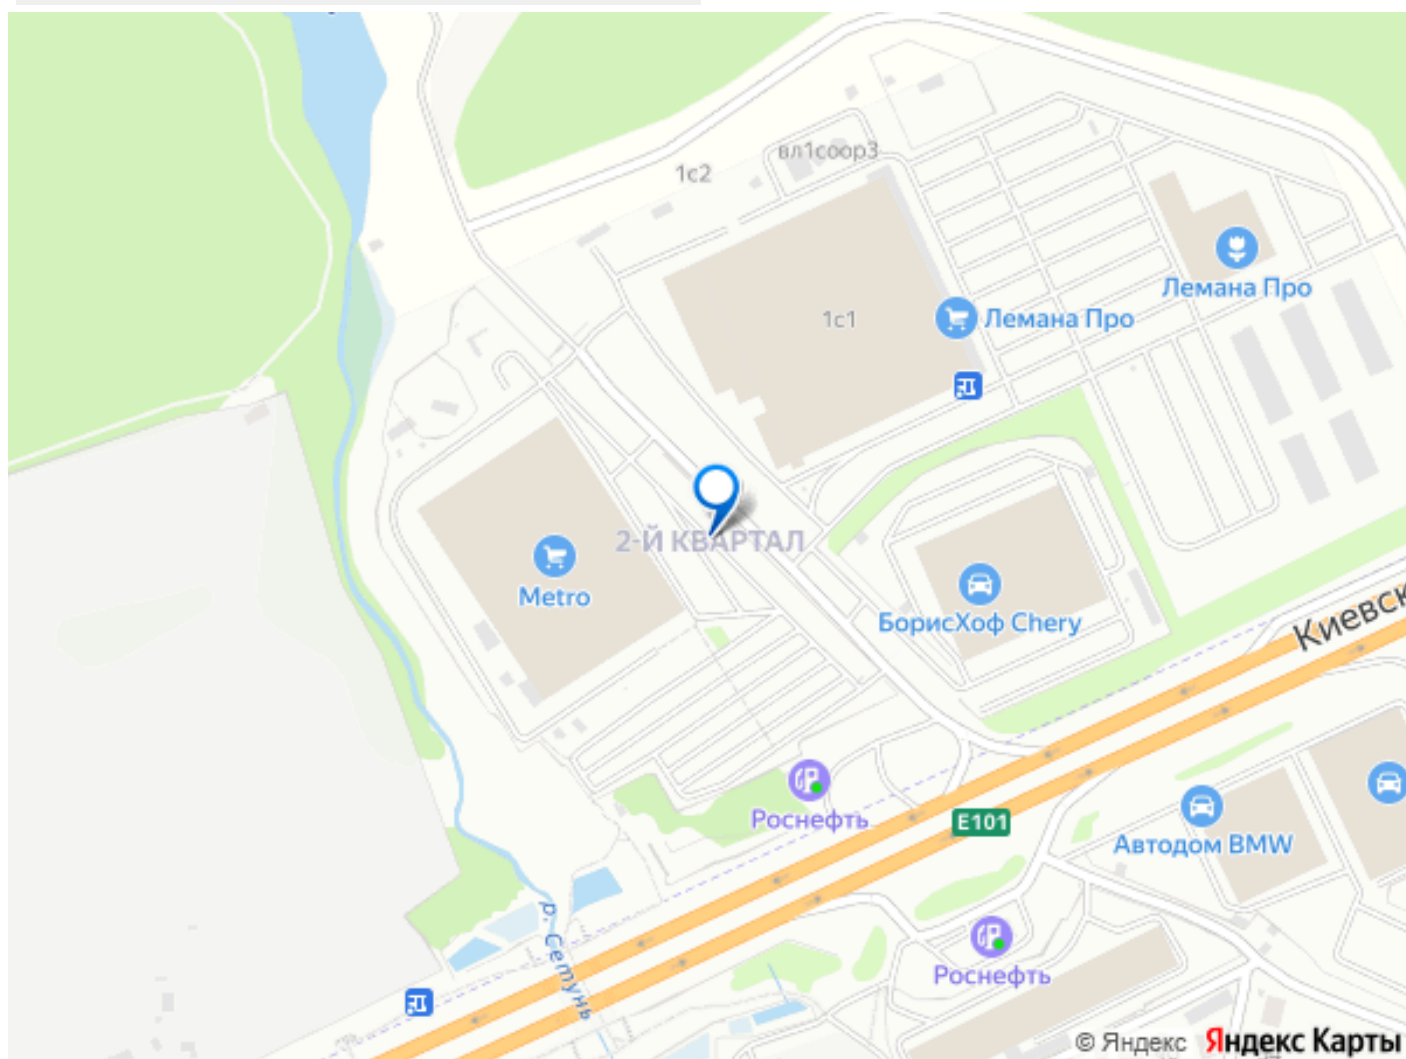 вл1соор3
1с2
Лемана Про
1с1
Лемана Про
2-Й КВАРТАЛ
Metro
БорисХоф Chery
Киевск
Роснефть
E101
Автодом BMW
р. Сетунь
Роснефть
© Яндекс Яндекс Карты